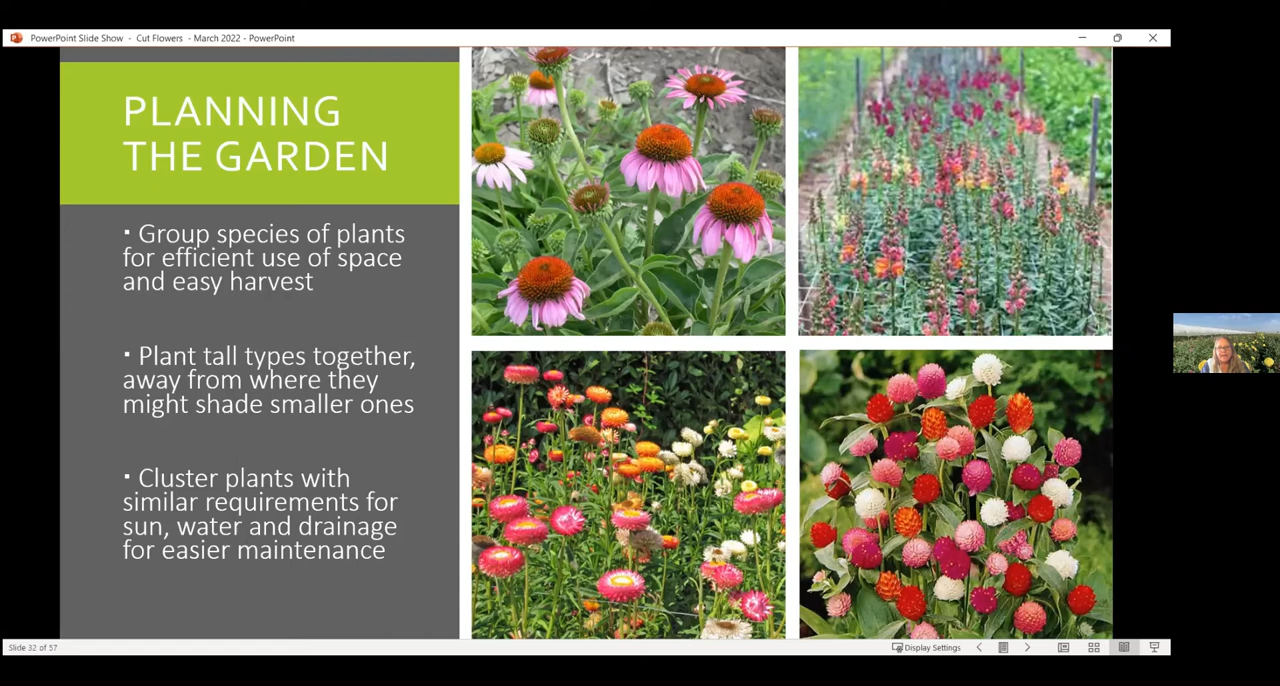 PowerPoint Slide Show - Cut Flowers - March 2022 - PowerPoint
PLANNING
THE GARDEN
▪ Group species of plants
for efficient use of space
and easy harvest
▪ Plant tall types together,
away from where they
might shade smaller ones
▪ Cluster plants with
similar requirements for
sun, water and drainage
for easier maintenance
Slide 32 of 57
Display Settings